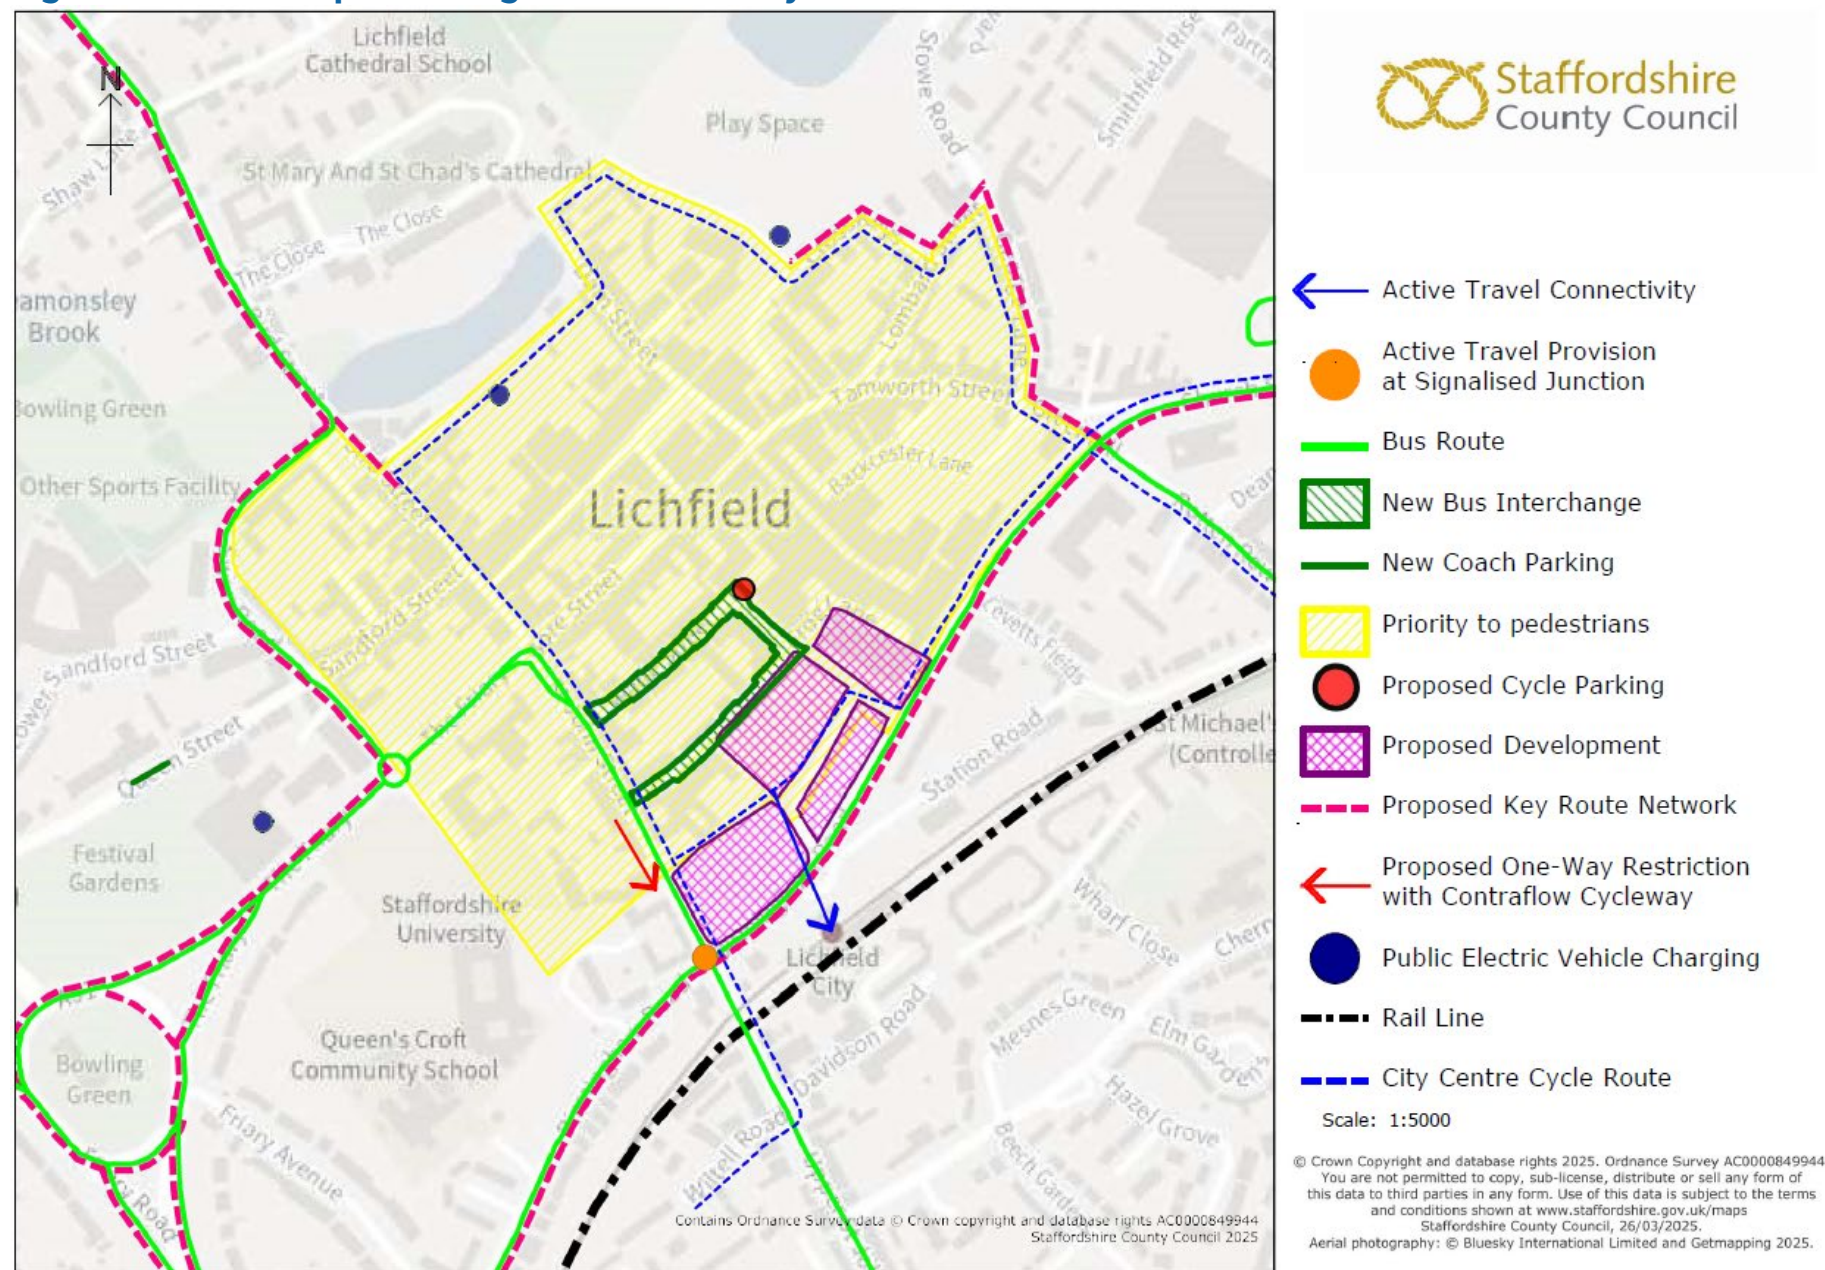 N
Lichfield
Cathedral School
Play Space
Stowe Road
Smithfield Rise
Shaw Lane
St Mary And St Chad's Cathedral
The Close
The Close
amonsley
Brook
Bowling Green
Other Sports Facility
Street
Lombard
Tamworth Street
Backcester Lane
Lichfield
Sandford Street
Sandford Street
Queen Street
Levetts Fields
Station Road
St Michael's
(Controlle
Festival
Gardens
Staffordshire
University
Lichfield
City
Wharf Close
Cherr
Queen's Croft
Community School
Davidson Road
Mesnes Green
Elm Gardens
Bowling
Green
Friary Avenue
Hazel Grove
Beech Gardens
Road
Contains Ordnance Survey data © Crown copyright and database rights AC0000849944
Staffordshire County Council 2025
Staffordshire
County Council
Active Travel Connectivity
Active Travel Provision
at Signalised Junction
Bus Route
New Bus Interchange
New Coach Parking
Priority to pedestrians
Proposed Cycle Parking
Proposed Development
Proposed Key Route Network
Proposed One-Way Restriction
with Contraflow Cycleway
Public Electric Vehicle Charging
Rail Line
City Centre Cycle Route
Scale: 1:5000
© Crown Copyright and database rights 2025. Ordnance Survey AC0000849944
You are not permitted to copy, sub-license, distribute or sell any form of
this data to third parties in any form. Use of this data is subject to the terms
and conditions shown at www.staffordshire.gov.uk/maps
Staffordshire County Council, 26/03/2025.
Aerial photography: © Bluesky International Limited and Getmapping 2025.